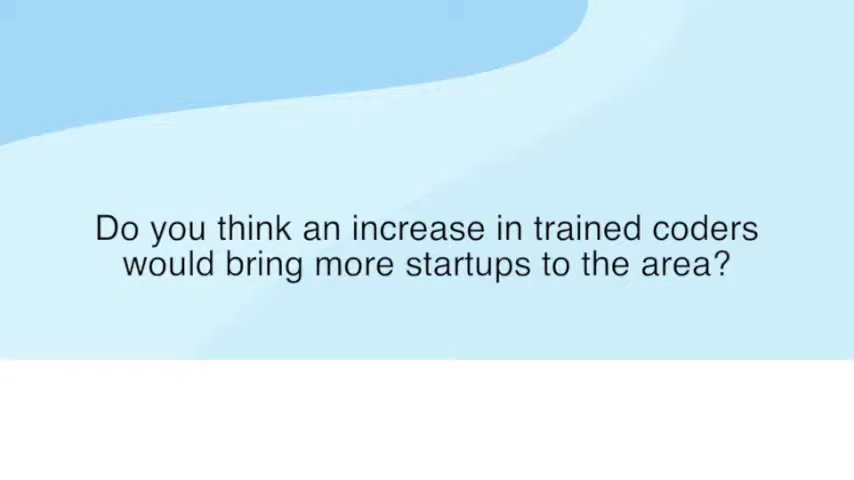 Do you think an increase in trained coders
would bring more startups to the area?